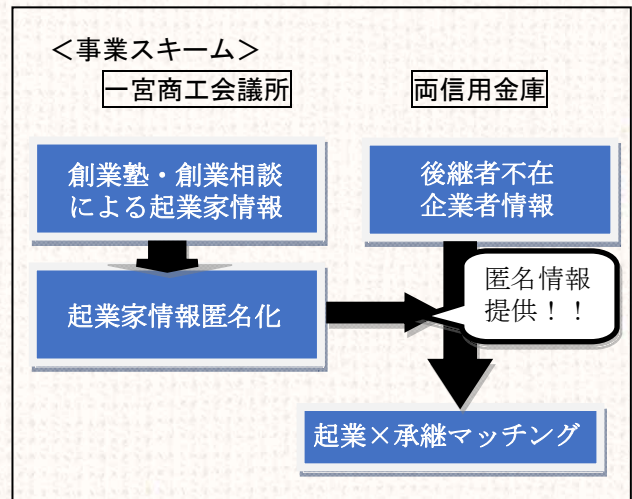 ＜事業スキーム＞
一宮商工会議所
両信用金庫
創業塾・創業相談
による起業家情報
後継者不在
企業者情報
起業家情報匿名化
匿名情報
提供！！
起業×承継マッチング